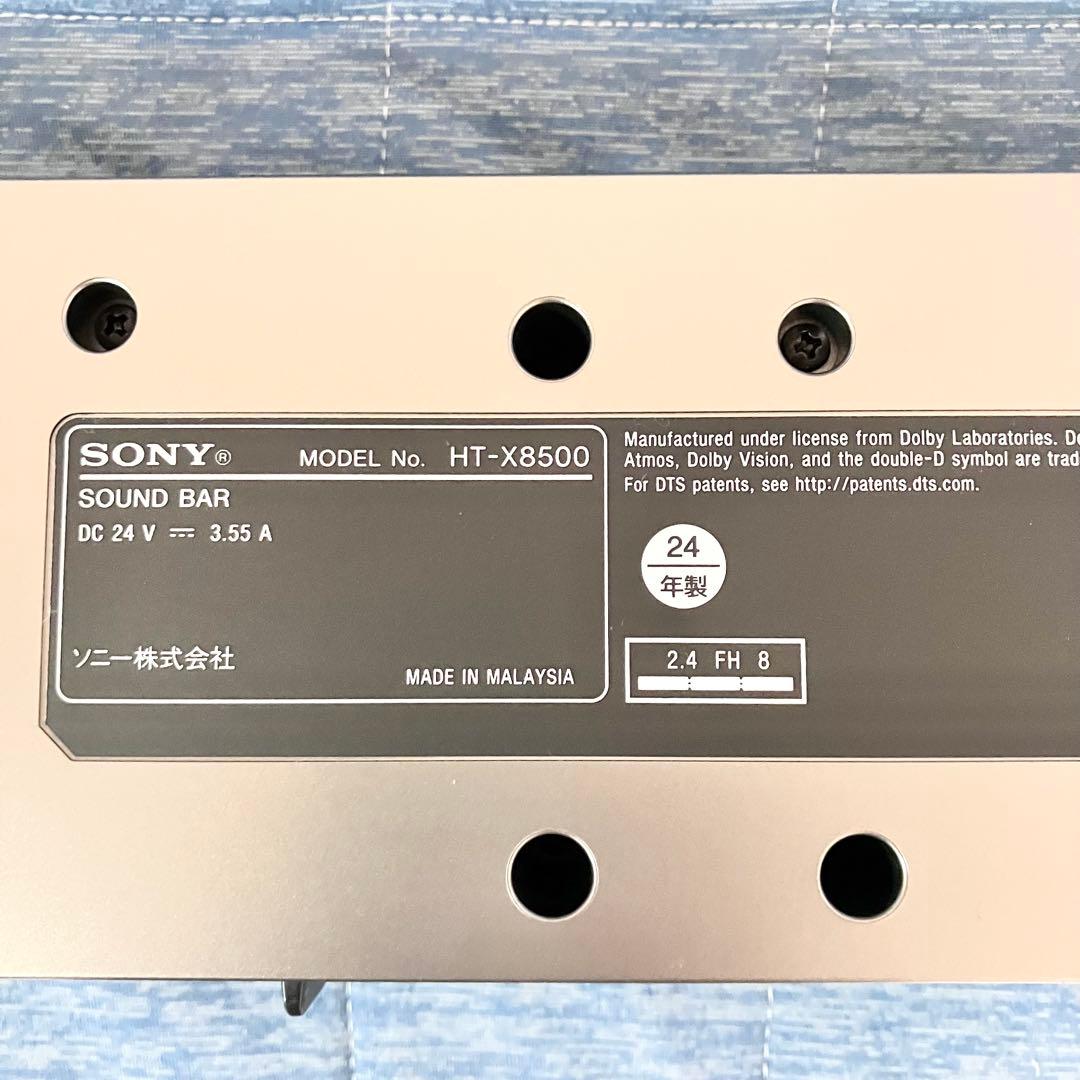 SONY® MODEL No. HT-X8500
SOUND BAR
DC 24 V ⎓ 3.55 A
ソニー株式会社
MADE IN MALAYSIA
Manufactured under license from Dolby Laboratories.
Atmos, Dolby Vision, and the double-D symbol are
For DTS patents, see http://patents.dts.com.
24
年製
2.4 FH 8